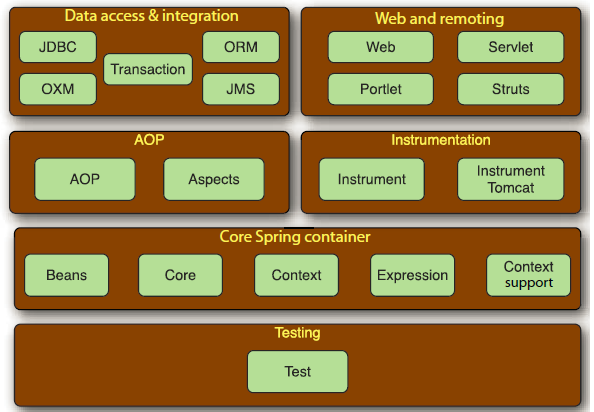 Data access & integration
JDBC
ORM
Transaction
OXM
JMS
Web and remoting
Web
Servlet
Portlet
Struts
AOP
AOP
Aspects
Instrumentation
Instrument
Instrument
Tomcat
Core Spring container
Beans
Core
Context
Expression
Context
support
Testing
Test